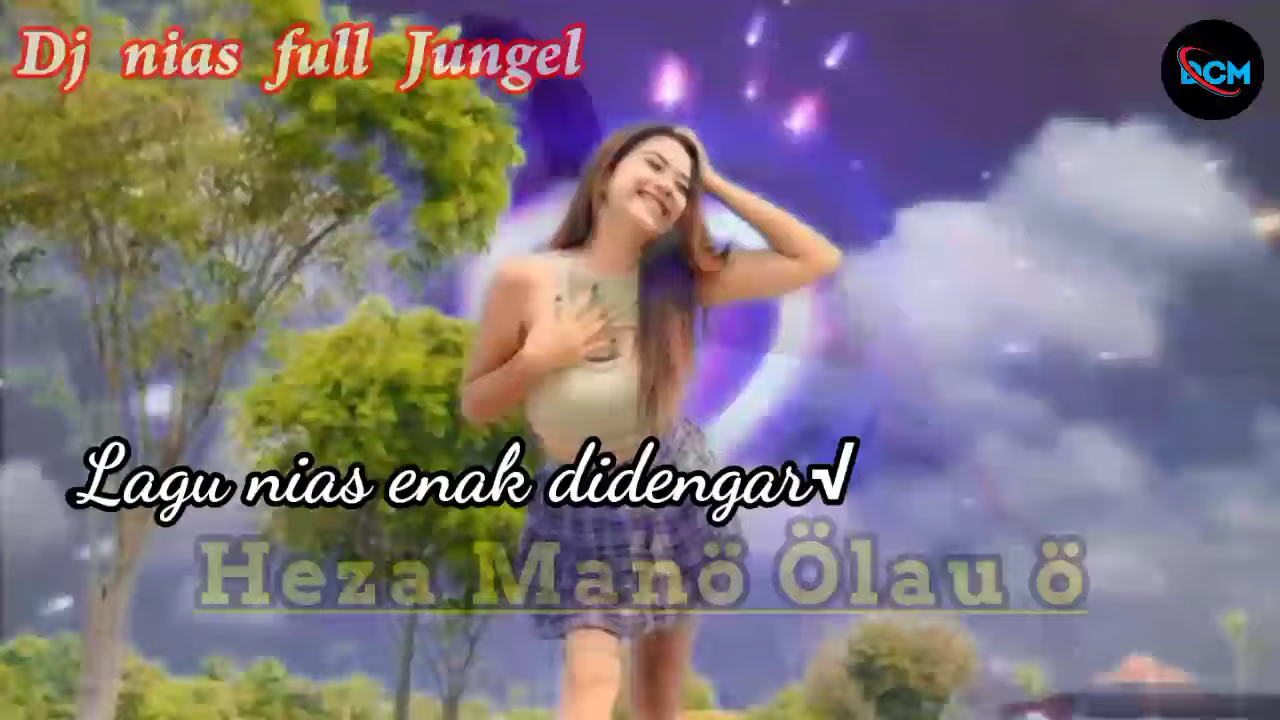 Dj nias full Jungel
DCM
Lagu nias enak didengar√
Heza Manö Ölau ö